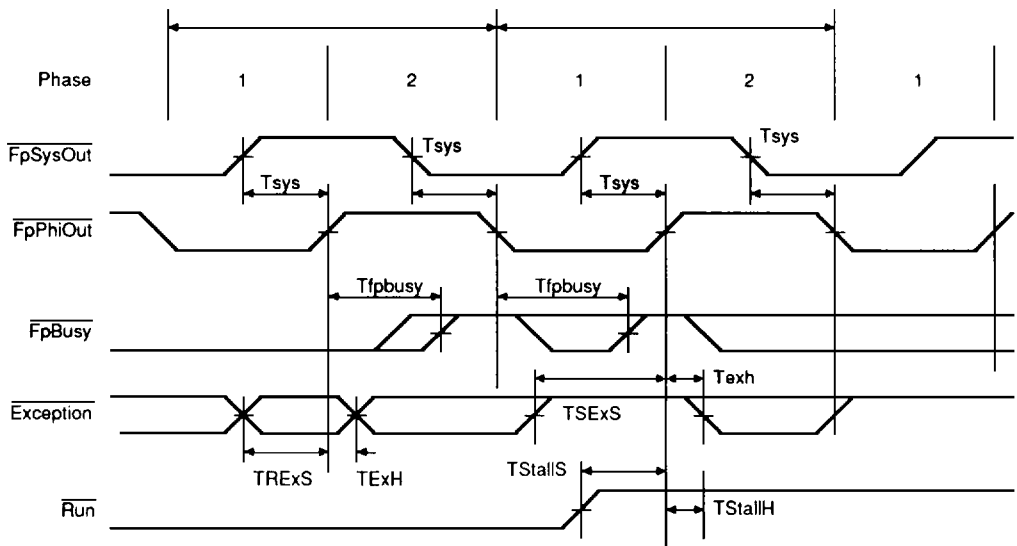 Phase 1 2 1 2 1
FpSysOut Tsys Tsys
Tsys Tsys
FpPhiOut
Tfpbusy Tfpbusy
FpBusy
Texh
Exception TSExS
TRExS TExH TStallS
Run TStallH